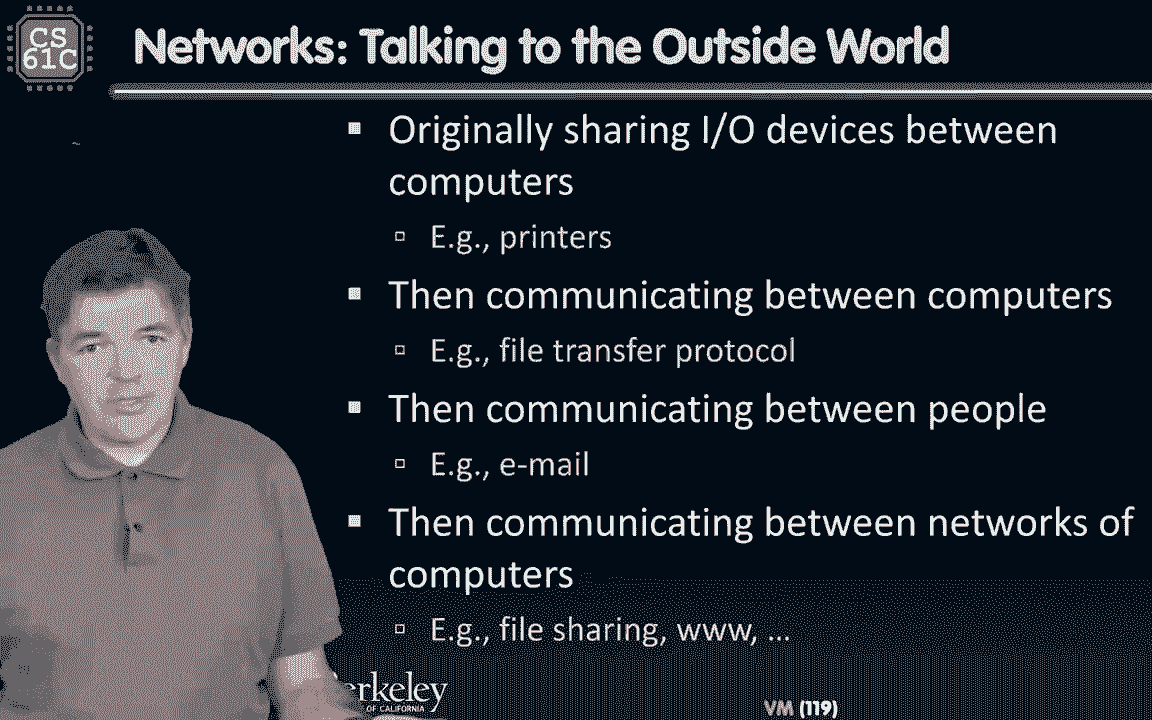 CS
61C
Networks: Talking to the Outside World
▪ Originally sharing I/O devices between
computers
▫ E.g., printers
▪ Then communicating between computers
▫ E.g., file transfer protocol
▪ Then communicating between people
▫ E.g., e-mail
▪ Then communicating between networks of
computers
▫ E.g., file sharing, www, ...
erkeley
OF CALIFORNIA
VM (119)